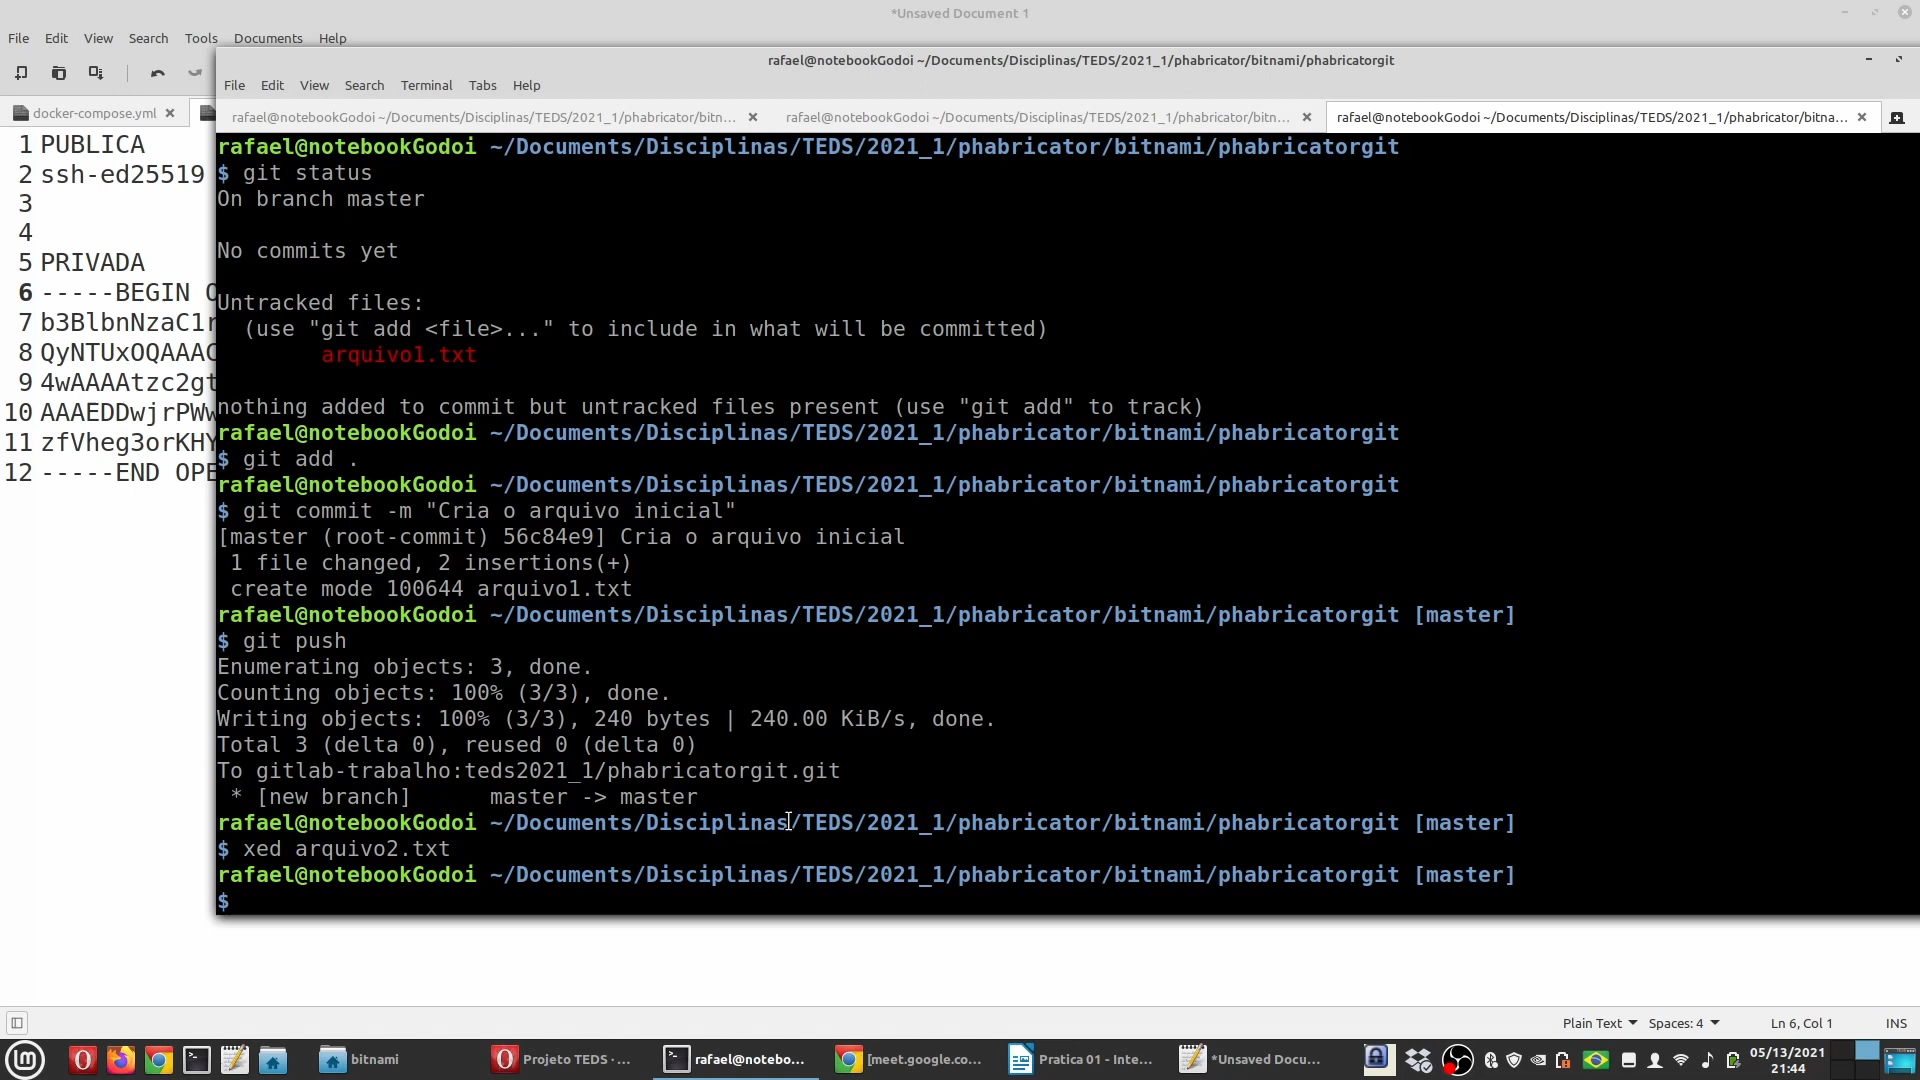 *Unsaved Document 1
File Edit View Search Tools Documents Help
rafael@notebookGodoi ~/Documents/Disciplinas/TEDS/2021_1/phabricator/bitnami/phabricatorgit
File Edit View Search Terminal Tabs Help
docker-compose.yml
rafael@notebookGodoi ~/Documents/Disciplinas/TEDS/2021_1/phabricator/bitn...
rafael@notebookGodoi ~/Documents/Disciplinas/TEDS/2021_1/phabricator/bitn...
rafael@notebookGodoi ~/Documents/Disciplinas/TEDS/2021_1/phabricator/bitna...
1 PUBLICA
2 ssh-ed25519
3
4
5 PRIVADA
6 -----BEGIN
7 b3BlbnNzaC1r
8 QyNTUxOQAAAC
9 4wAAAAtzc2gt
10 AAAEDDwjrPWw
11 zfVheg3orKHY
12 -----END OPE
rafael@notebookGodoi ~/Documents/Disciplinas/TEDS/2021_1/phabricator/bitnami/phabricatorgit
$ git status
On branch master
No commits yet
Untracked files:
(use "git add <file>..." to include in what will be committed)
arquivo1.txt
nothing added to commit but untracked files present (use "git add" to track)
rafael@notebookGodoi ~/Documents/Disciplinas/TEDS/2021_1/phabricator/bitnami/phabricatorgit
$ git add .
rafael@notebookGodoi ~/Documents/Disciplinas/TEDS/2021_1/phabricator/bitnami/phabricatorgit
$ git commit -m "Cria o arquivo inicial"
[master (root-commit) 56c84e9] Cria o arquivo inicial
1 file changed, 2 insertions(+)
create mode 100644 arquivo1.txt
rafael@notebookGodoi ~/Documents/Disciplinas/TEDS/2021_1/phabricator/bitnami/phabricatorgit [master]
$ git push
Enumerating objects: 3, done.
Counting objects: 100% (3/3), done.
Writing objects: 100% (3/3), 240 bytes | 240.00 KiB/s, done.
Total 3 (delta 0), reused 0 (delta 0)
To gitlab-trabalho:teds2021_1/phabricatorgit.git
* [new branch] master -> master
rafael@notebookGodoi ~/Documents/Disciplinas/TEDS/2021_1/phabricator/bitnami/phabricatorgit [master]
$ xed arquivo2.txt
rafael@notebookGodoi ~/Documents/Disciplinas/TEDS/2021_1/phabricator/bitnami/phabricatorgit [master]
$
Plain Text Spaces: 4 Ln 6, Col 1 INS
bitnami Projeto TEDS · ... rafael@notebo... [meet.google.co... Pratica 01 - Inte... *Unsaved Docu... 05/13/2021
21:44